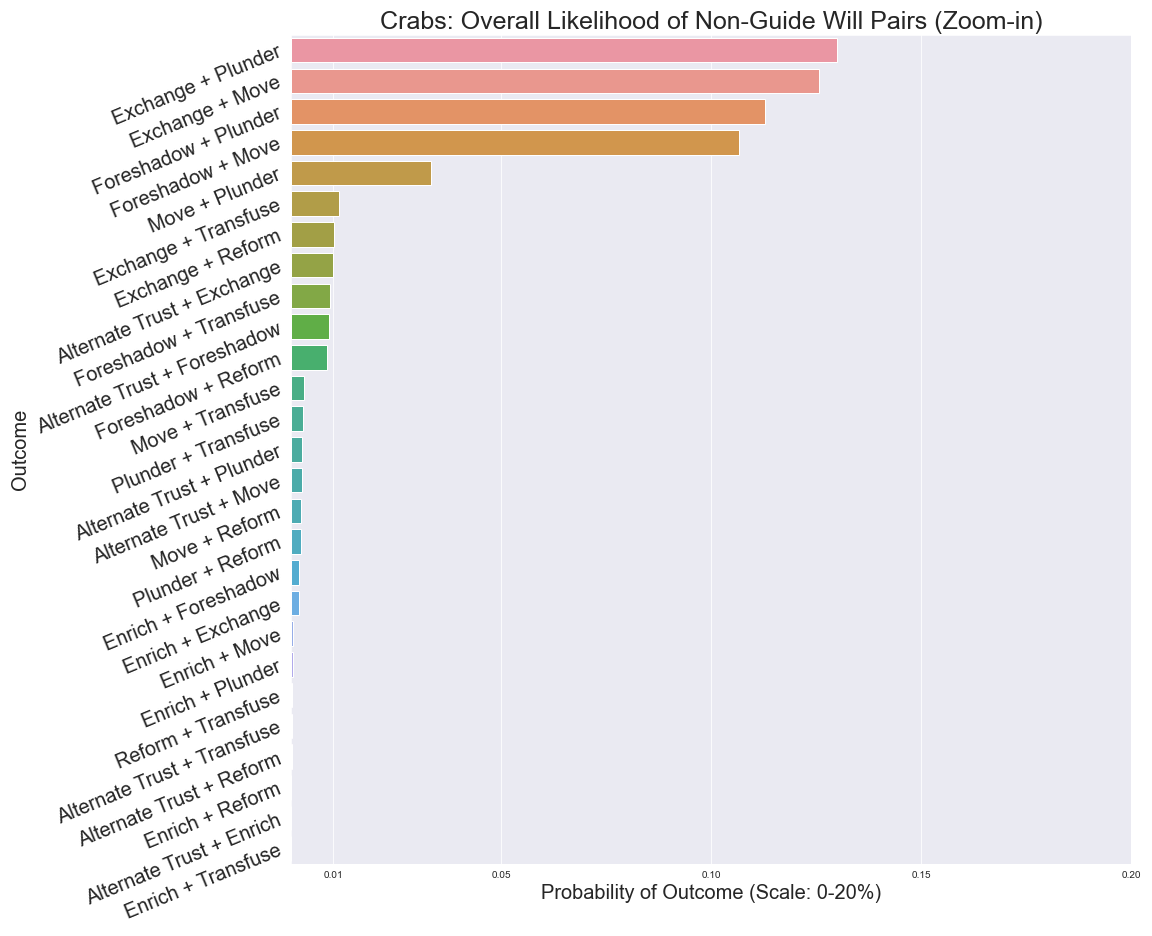 Crabs: Overall Likelihood of Non-Guide Will Pairs (Zoom-in)
Exchange + Plunder
Exchange + Move
Foreshadow + Plunder
Foreshadow + Move
Move + Plunder
Exchange + Transfuse
Exchange + Reform
Alternate Trust + Exchange
Foreshadow + Transfuse
Alternate Trust + Foreshadow
Foreshadow + Reform
Move + Transfuse
Plunder + Transfuse
Alternate Trust + Plunder
Alternate Trust + Move
Move + Reform
Plunder + Reform
Enrich + Foreshadow
Enrich + Exchange
Enrich + Move
Enrich + Plunder
Reform + Transfuse
Alternate Trust + Transfuse
Alternate Trust + Reform
Enrich + Reform
Alternate Trust + Enrich
Enrich + Transfuse
Outcome
0.01 0.05 0.10 0.15 0.20
Probability of Outcome (Scale: 0-20%)